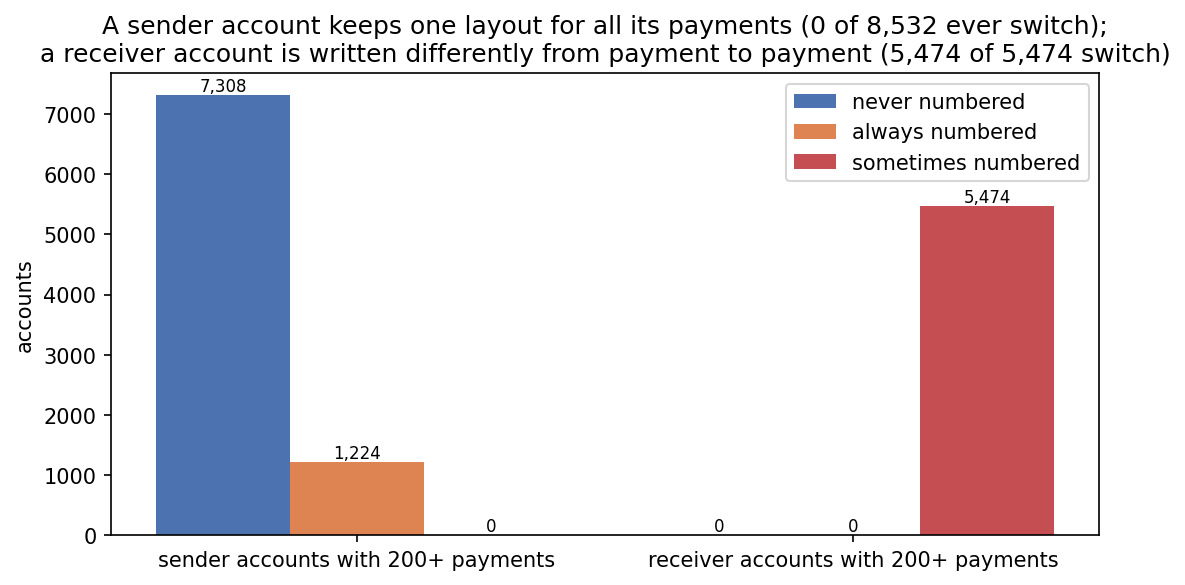 A sender account keeps one layout for all its payments (0 of 8,532 ever switch);
a receiver account is written differently from payment to payment (5,474 of 5,474 switch)
never numbered
always numbered
sometimes numbered
7,308
1,224
0
0
0
5,474
accounts
7000
6000
5000
4000
3000
2000
1000
0
sender accounts with 200+ payments
receiver accounts with 200+ payments